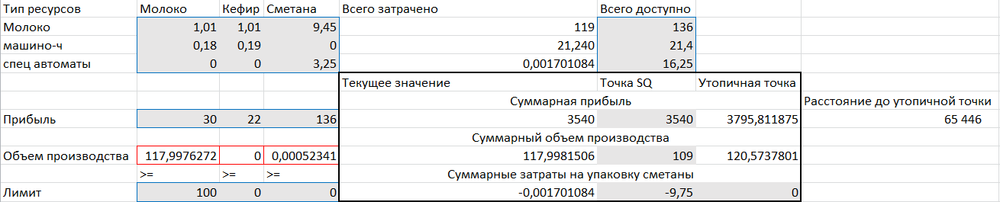 Тип ресурсов Молоко Кефир Сметана Всего затрачено Всего доступно
Молоко 1,01 1,01 9,45 119 136
машино-ч 0,18 0,19 0 21,240 21,4
спец автоматы 0 0 3,25 0,001701084 16,25
Текущее значение Точка SQ Утопичная точка
Суммарная прибыль Расстояние до утопичной точки
Прибыль 30 22 136 3540 3540 3795,811875 65 446
Суммарный объем производства
Объем производства 117,9976272 0 0,00052341 117,9981506 109 120,5737801
>= >= >= Суммарные затраты на упаковку сметаны
Лимит 100 0 0 -0,001701084 -9,75 0